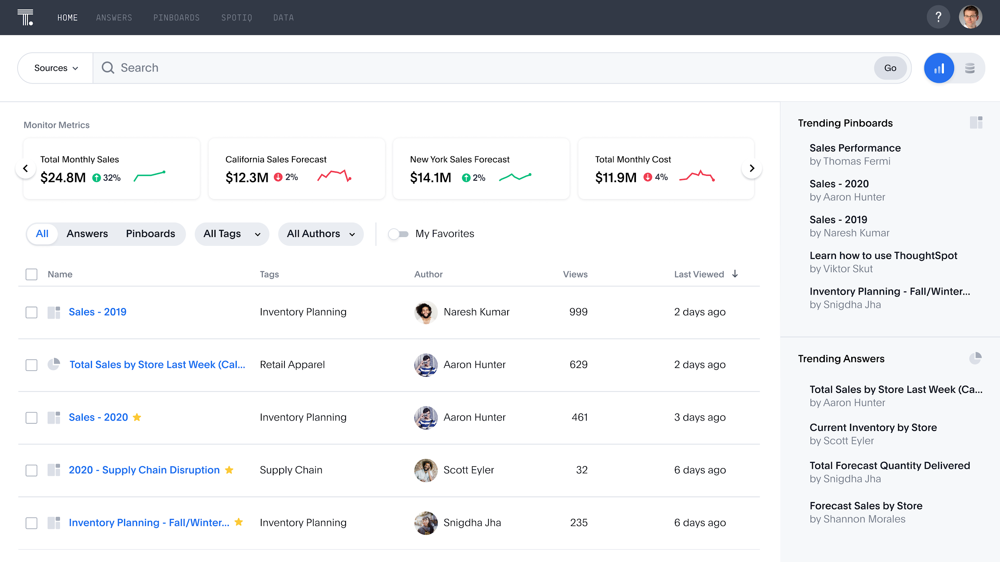 T.
HOME
ANSWERS
PINBOARDS
SPOTIQ
DATA
?
Sources
Search
Go
Monitor Metrics
Total Monthly Sales
$24.8M 32%
California Sales Forecast
$12.3M 2%
New York Sales Forecast
$14.1M 2%
Total Monthly Cost
$11.9M 4%
All
Answers
Pinboards
All Tags
All Authors
My Favorites
Name Tags Author Views Last Viewed
Sales - 2019 Inventory Planning Naresh Kumar 999 2 days ago
Total Sales by Store Last Week (Cal... Retail Apparel Aaron Hunter 629 2 days ago
Sales - 2020 Inventory Planning Aaron Hunter 461 3 days ago
2020 - Supply Chain Disruption Supply Chain Scott Eyler 32 6 days ago
Inventory Planning - Fall/Winter... Inventory Planning Snigdha Jha 235 6 days ago
Trending Pinboards
Sales Performance
by Thomas Fermi
Sales - 2020
by Aaron Hunter
Sales - 2019
by Naresh Kumar
Learn how to use ThoughtSpot
by Viktor Skut
Inventory Planning - Fall/Winter...
by Snigdha Jha
Trending Answers
Total Sales by Store Last Week (Ca...
by Aaron Hunter
Current Inventory by Store
by Scott Eyler
Total Forecast Quantity Delivered
by Snigdha Jha
Forecast Sales by Store
by Shannon Morales